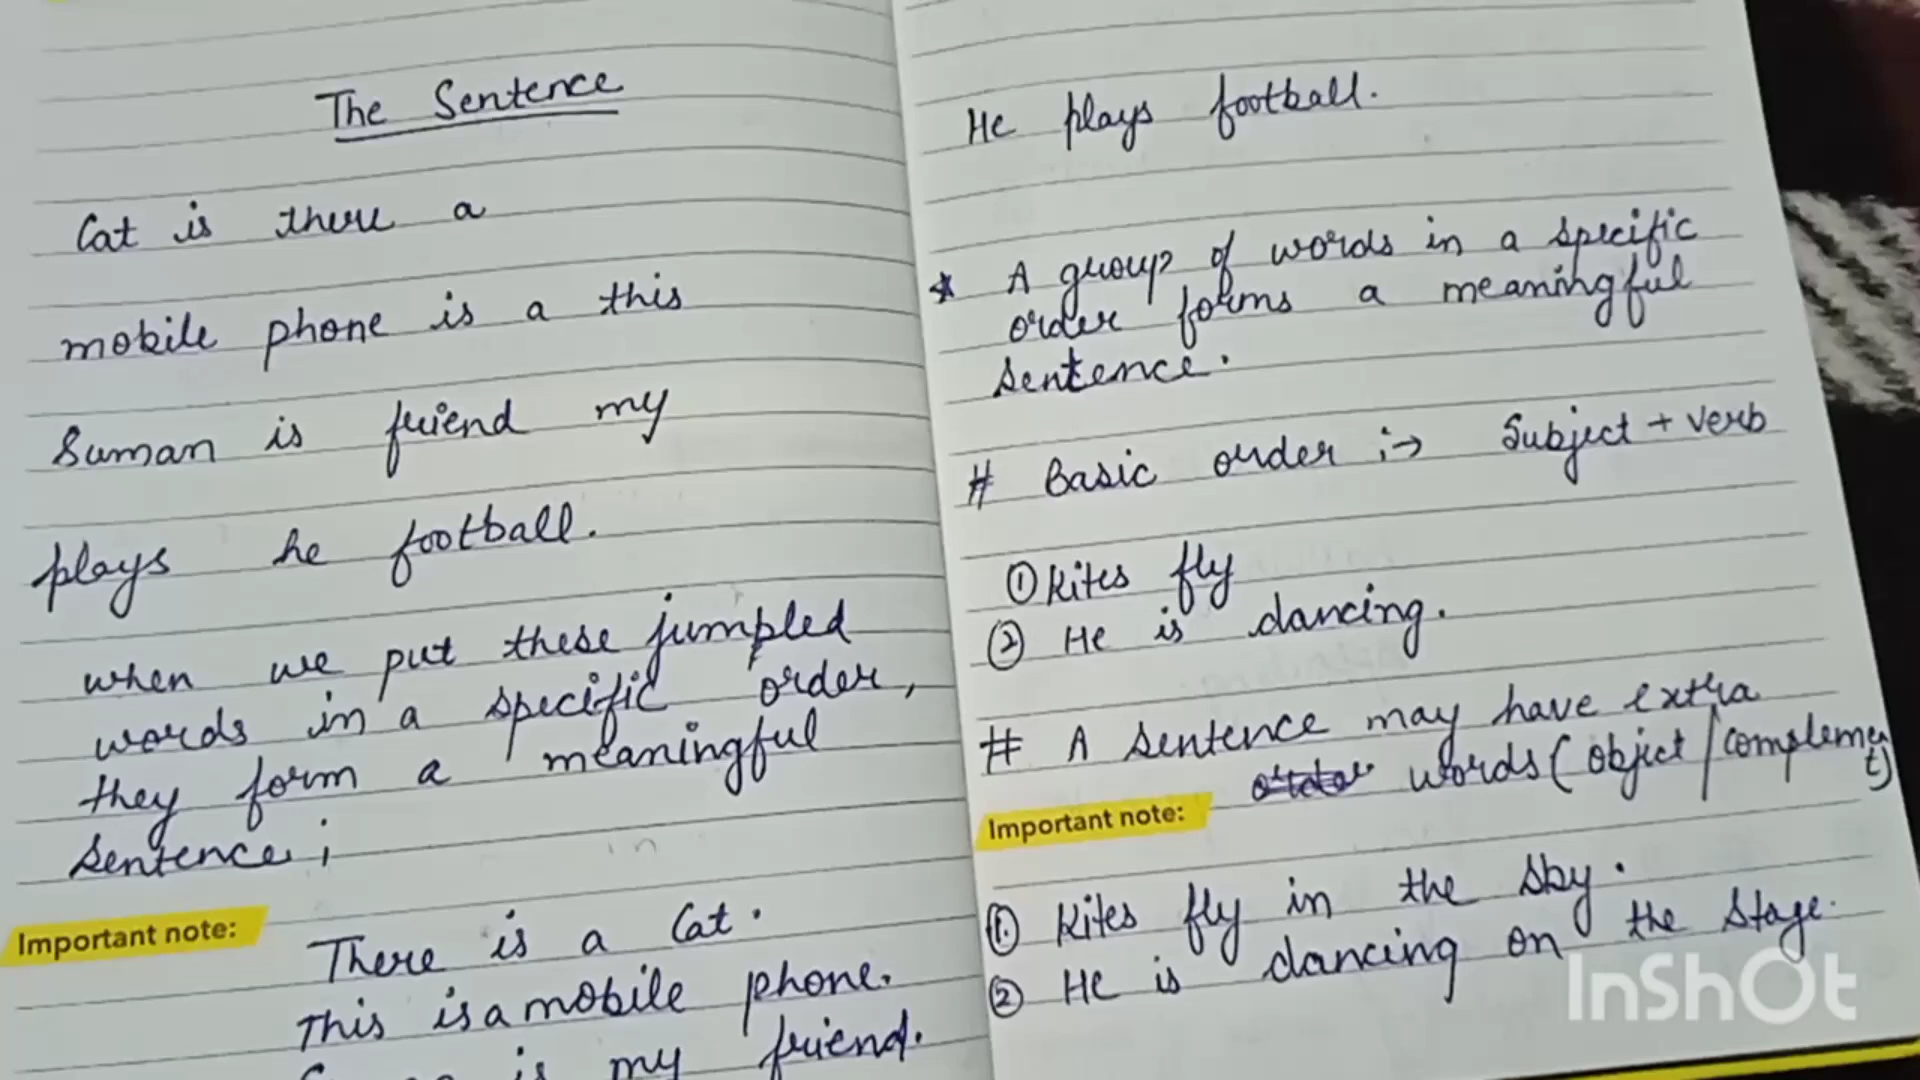 The Sentence
Cat is there a
mobile phone is a this
Suman is friend my
plays he football.
when we put these jumpled
words in a specific order,
they form a meaningful
sentence;
Important note:
There is a Cat.
This is a mobile phone.
is my friend.
He plays football.
* A group of words in a specific
order forms a meaningful
sentence.
# Basic order :→ Subject + verb
① Kites fly
② He is dancing.
# A sentence may have extra
words (object/complement)
Important note:
①. Kites fly in the sky.
② He is dancing on the stage.
InShOt